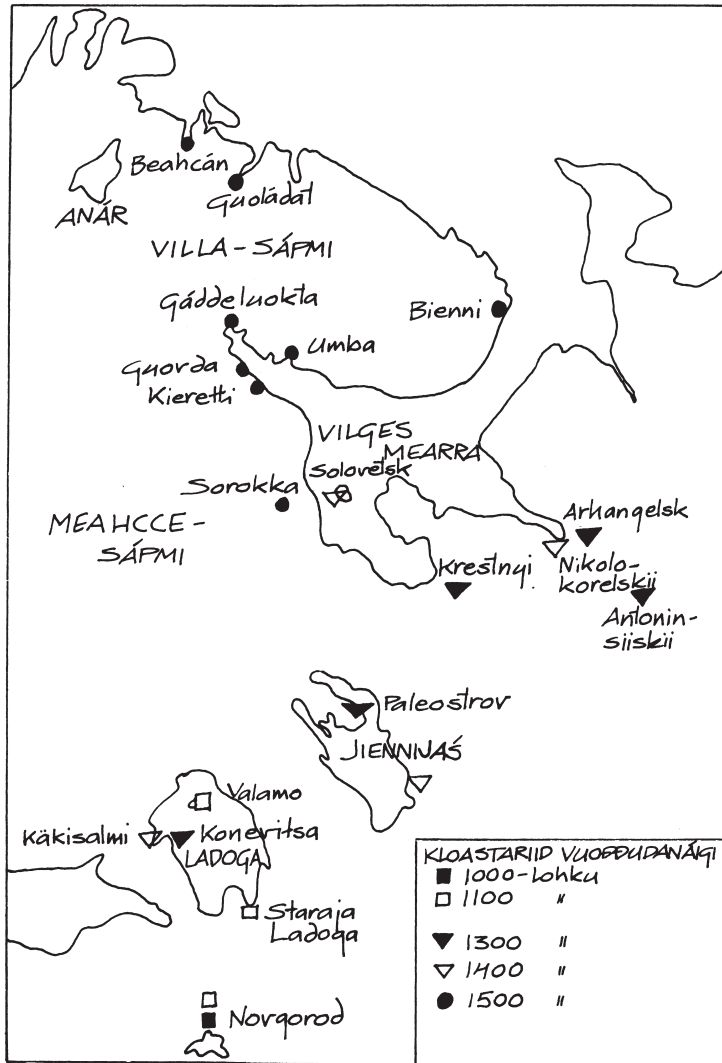 Beahcán
Guoládat
ANÁR
VILLA-SÁPMI
Gáddeluokta
Bienni
Umba
Guorda
Kieretti
VILGES
MEARRA
Solovetsk
Sorokka
MEAHCCE-
SÁPMI
Arhangelsk
Krestnyi
Nikolo-
korelskii
Antonin-
siiskii
Paleostrov
JIENNIJAŚ
Valamo
Käkisalmi
Konevitsa
LADOGA
Staraja
Ladoga
Novgorod
KLOASTARIID VUOĐĐUDANÁIGI
1000-lohku
1100 "
1300 "
1400 "
1500 "